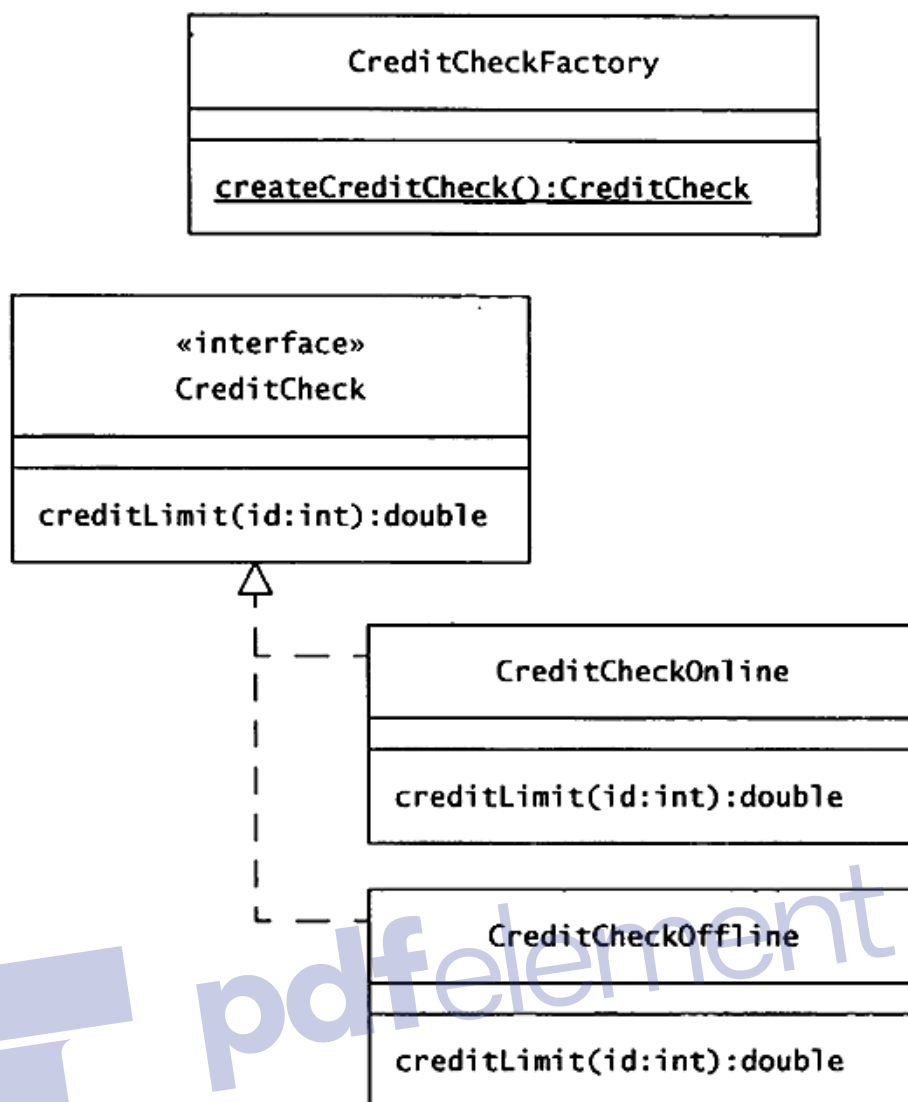 CreditCheckFactory
createCreditCheck():CreditCheck
«interface»
CreditCheck
creditLimit(id:int):double
CreditCheckOnline
creditLimit(id:int):double
CreditCheckOffline
creditLimit(id:int):double
pdfelement